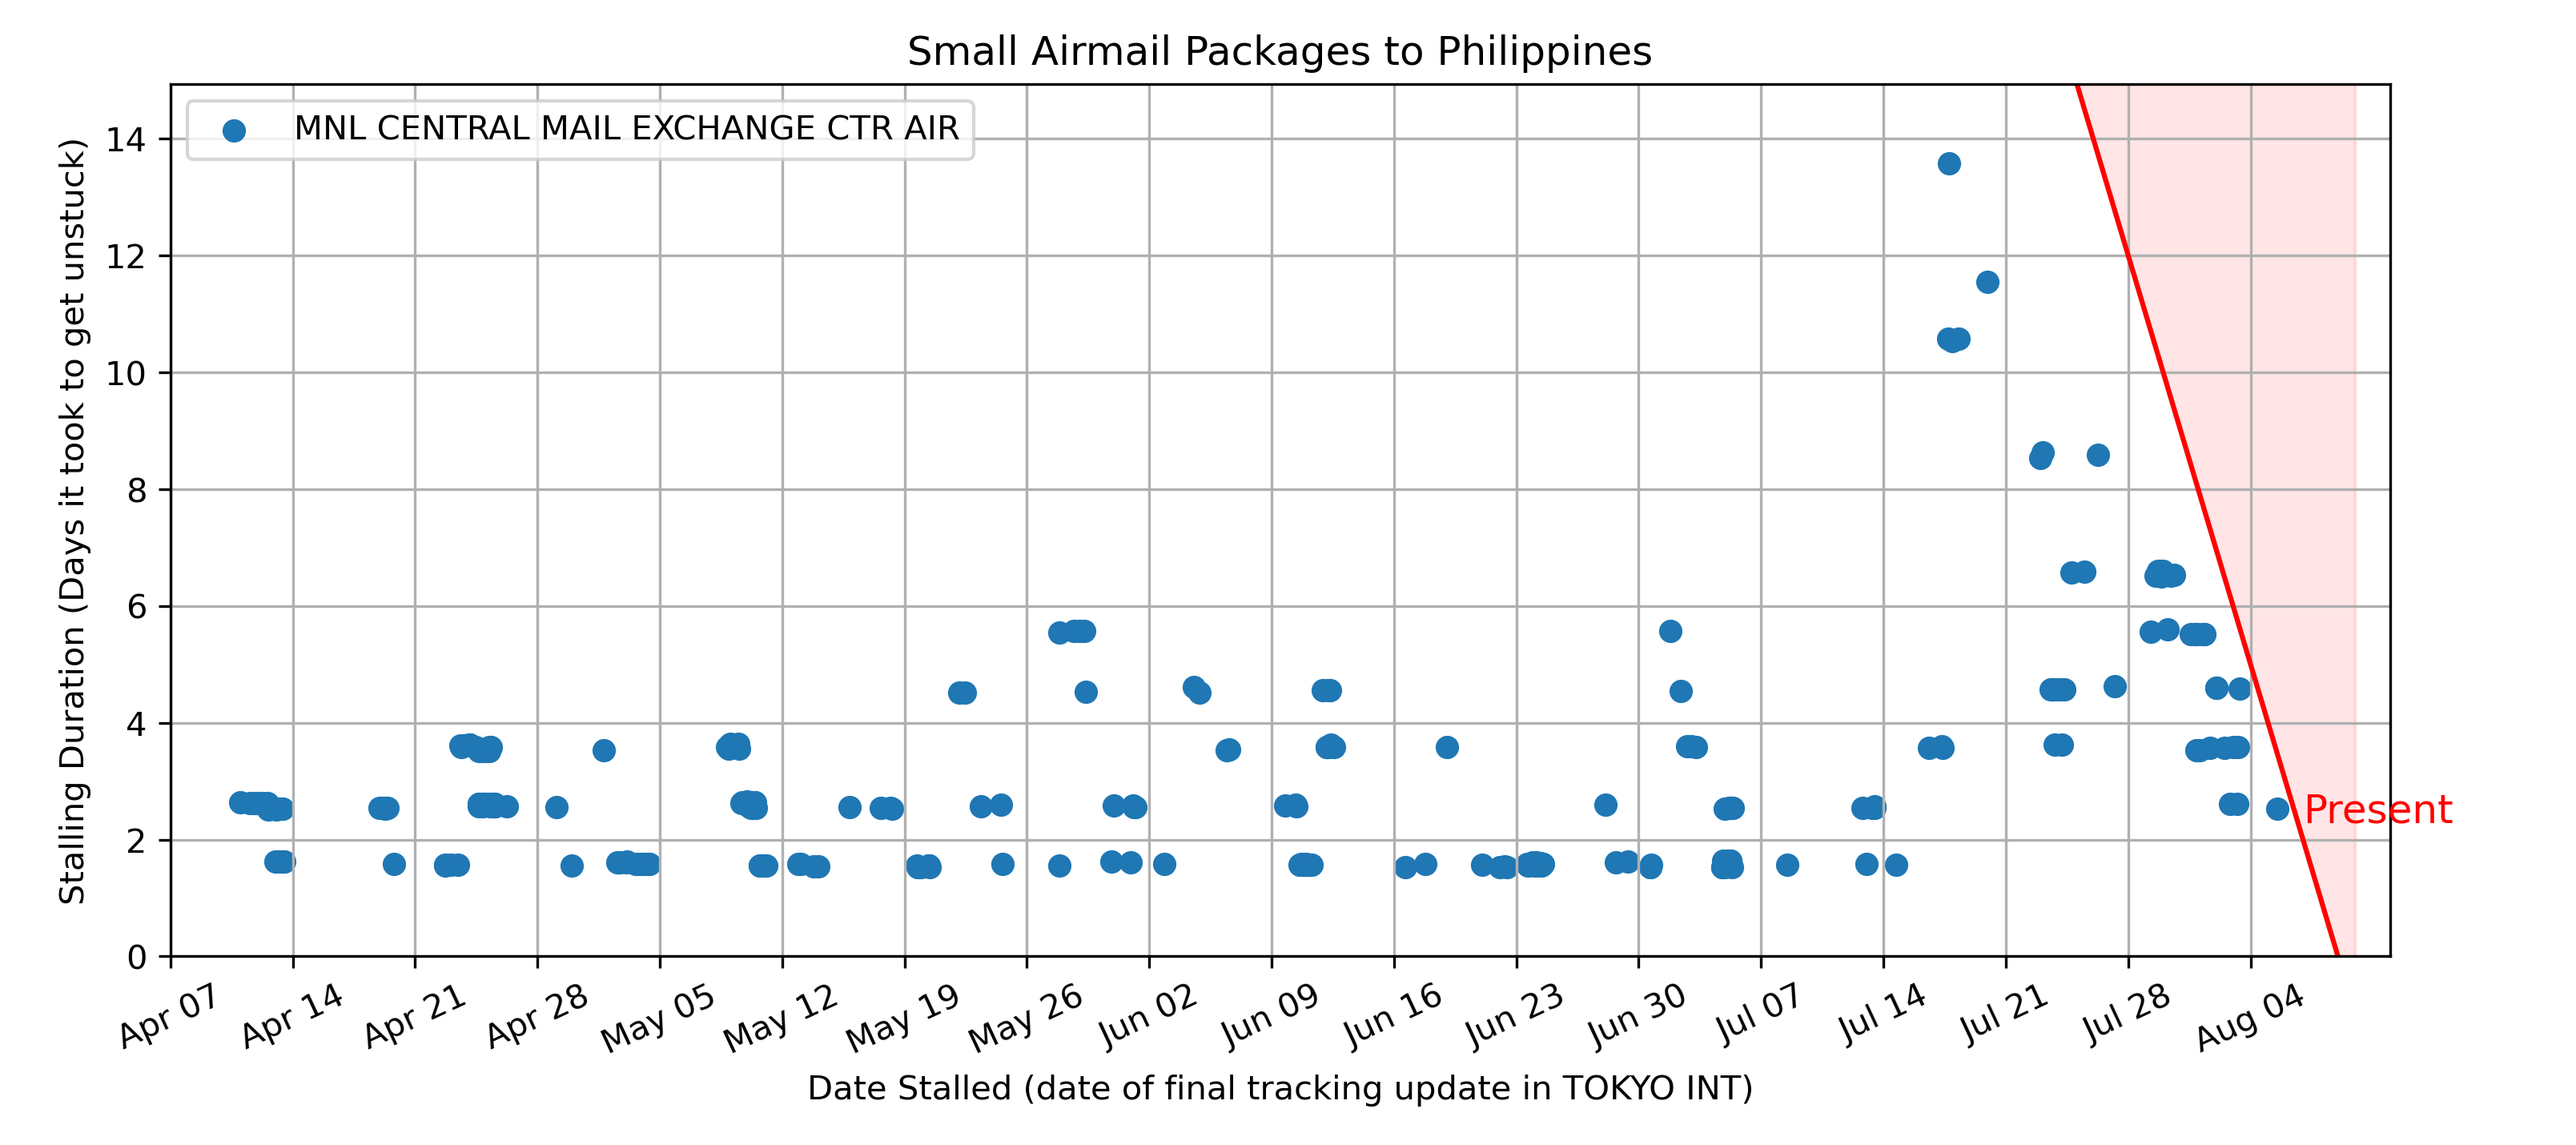 Small Airmail Packages to Philippines
MNL CENTRAL MAIL EXCHANGE CTR AIR
Stalling Duration (Days it took to get unstuck)
14
12
10
8
6
4
2
0
Present
Apr 07
Apr 14
Apr 21
Apr 28
May 05
May 12
May 19
May 26
Jun 02
Jun 09
Jun 16
Jun 23
Jun 30
Jul 07
Jul 14
Jul 21
Jul 28
Aug 04
Date Stalled (date of final tracking update in TOKYO INT)